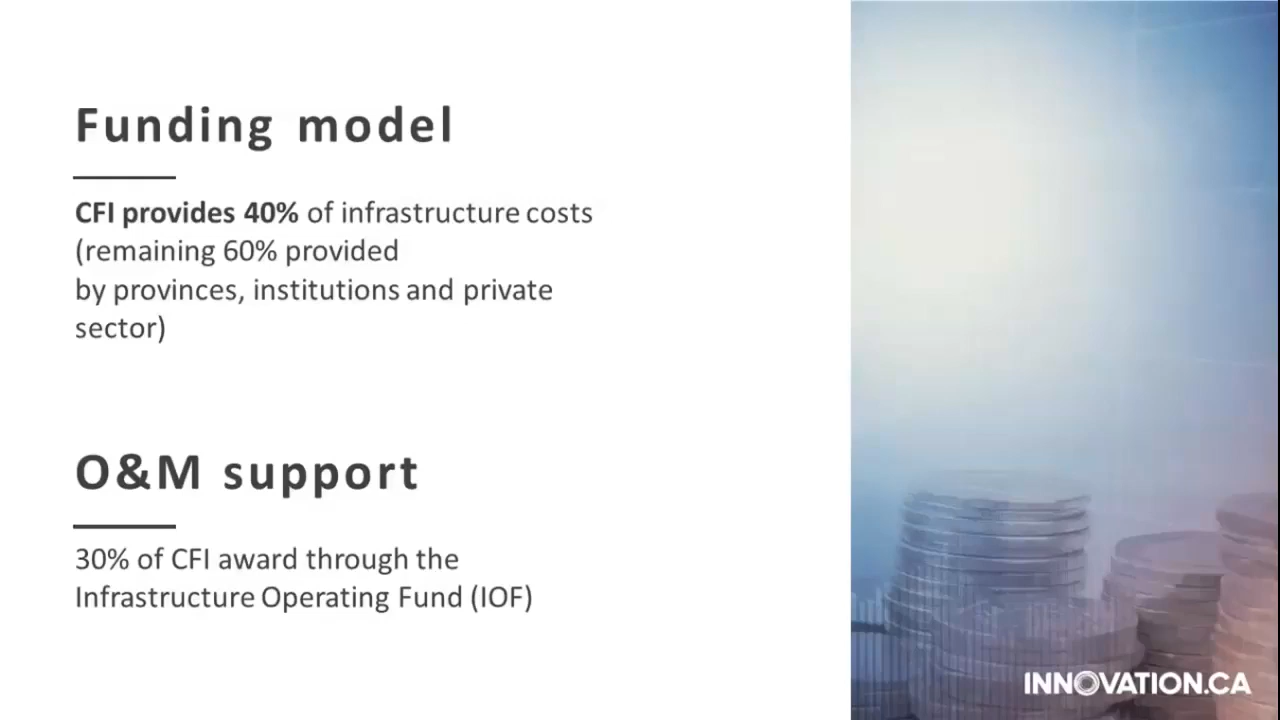 Funding model
CFI provides 40% of infrastructure costs
(remaining 60% provided
by provinces, institutions and private
sector)
O&M support
30% of CFI award through the
Infrastructure Operating Fund (IOF)
INNOVATION.CA